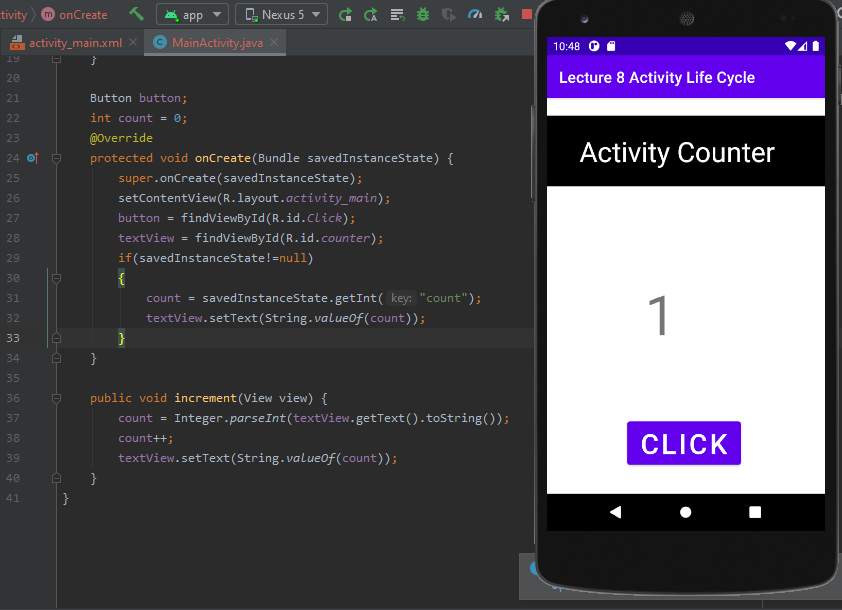 tivity
onCreate
app
Nexus 5
activity_main.xml
MainActivity.java
19 }
20
21 Button button;
22 int count = 0;
23 @Override
24 protected void onCreate(Bundle savedInstanceState) {
25 super.onCreate(savedInstanceState);
26 setContentView(R.layout.activity_main);
27 button = findViewById(R.id.Click);
28 textView = findViewById(R.id.counter);
29 if(savedInstanceState!=null)
30 {
31 count = savedInstanceState.getInt( key: "count");
32 textView.setText(String.valueOf(count));
33 }
34 }
35
36 public void increment(View view) {
37 count = Integer.parseInt(textView.getText().toString());
38 count++;
39 textView.setText(String.valueOf(count));
40 }
41 }
10:48
Lecture 8 Activity Life Cycle
Activity Counter
1
CLICK